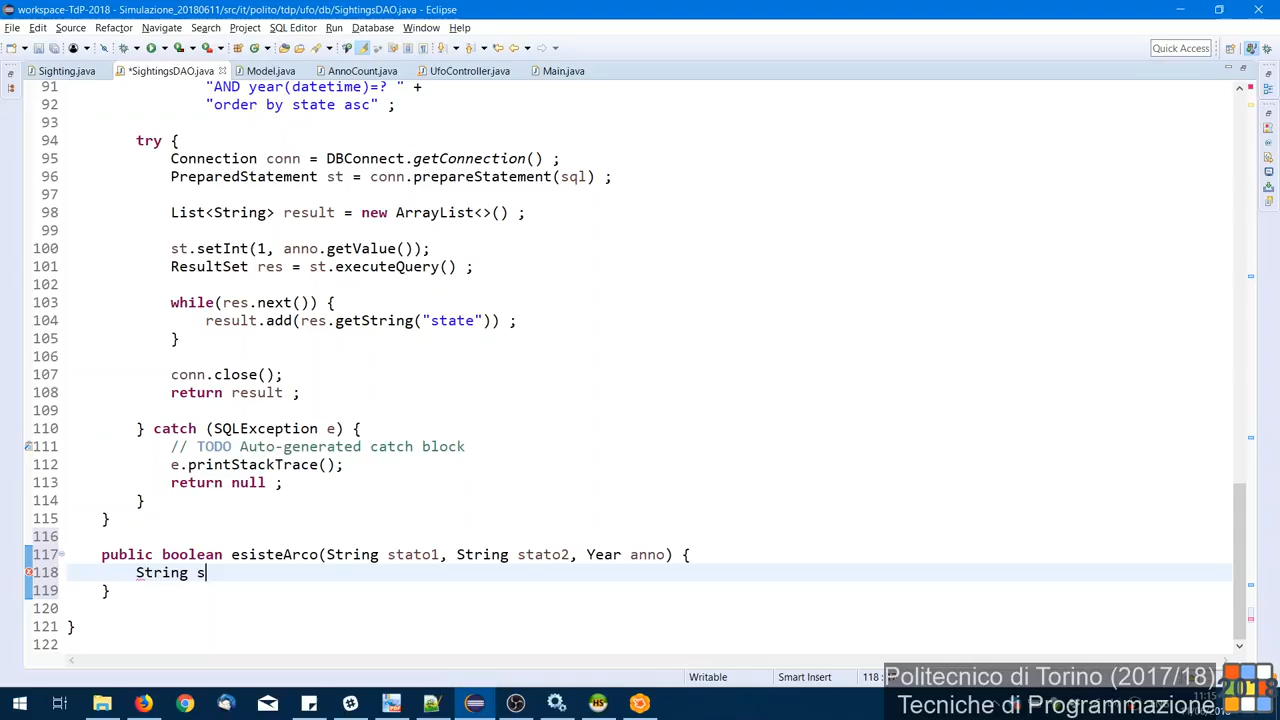 workspace-TdP-2018 - Simulazione_20180611/src/it/polito/tdp/ufo/db/SightingsDAO.java - Eclipse
File Edit Source Refactor Navigate Search Project SQL Editor Run Database Window Help
Quick Access
Sighting.java *SightingsDAO.java Model.java AnnoCount.java UfoController.java Main.java
91 "AND year(datetime)=? " +
92 "order by state asc" ;
93
94 try {
95 Connection conn = DBConnect.getConnection() ;
96 PreparedStatement st = conn.prepareStatement(sql) ;
97
98 List<String> result = new ArrayList<>() ;
99
100 st.setInt(1, anno.getValue());
101 ResultSet res = st.executeQuery() ;
102
103 while(res.next()) {
104 result.add(res.getString("state")) ;
105 }
106
107 conn.close();
108 return result ;
109
110 } catch (SQLException e) {
111 // TODO Auto-generated catch block
112 e.printStackTrace();
113 return null ;
114 }
115 }
116
117 public boolean esisteArco(String stato1, String stato2, Year anno) {
118 String s
119 }
120
121 }
122
Writable Smart Insert 118 :
Politecnico di Torino (2017/18)
Tecniche di Programmazione
2018
11:15